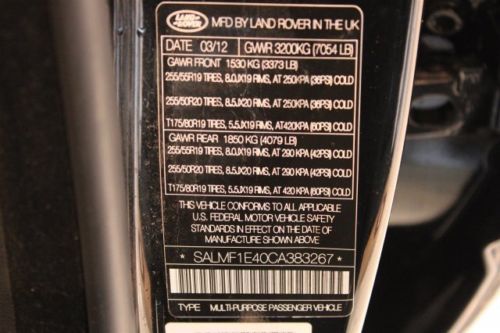 LAND ROVER MFD BY LAND ROVER IN THE UK
DATE 03/12 GWWR 3200KG (7054 LB)
GAWR FRONT 1530 KG (3373 LB)
255/55R19 TIRES, 8.0JX19 RIMS, AT 250KPA (36PSI) COLD
255/50R20 TIRES, 8.5JX20 RIMS, AT 250KPA (36PSI) COLD
T175/80R19 TIRES, 5.5JX19 RIMS, AT420KPA (60PSI) COLD
GAWR REAR 1850 KG (4079 LB)
255/55R19 TIRES, 8.0JX19 RIMS, AT 290 KPA (42PSI) COLD
255/50R20 TIRES, 8.5JX20 RIMS, AT 290 KPA (42PSI) COLD
T175/80R19 TIRES, 5.5JX19 RIMS, AT 420 KPA (60PSI) COLD
THIS VEHICLE CONFORMS TO ALL APPLICABLE
U.S. FEDERAL MOTOR VEHICLE SAFETY
STANDARDS IN EFFECT ON THE DATE OF
MANUFACTURE SHOWN ABOVE
* SALMF1E40CA383267 *
TYPE MULTI-PURPOSE PASSENGER VEHICLE